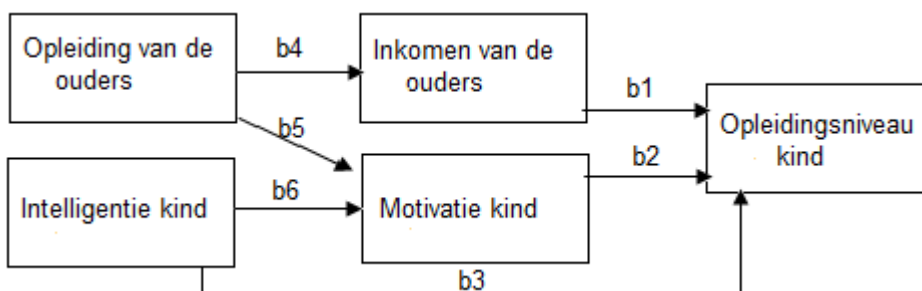 Opleiding van de
ouders
b4
Inkomen van de
ouders
b1
Opleidingsniveau
kind
b5
b2
Intelligentie kind
b6
Motivatie kind
b3